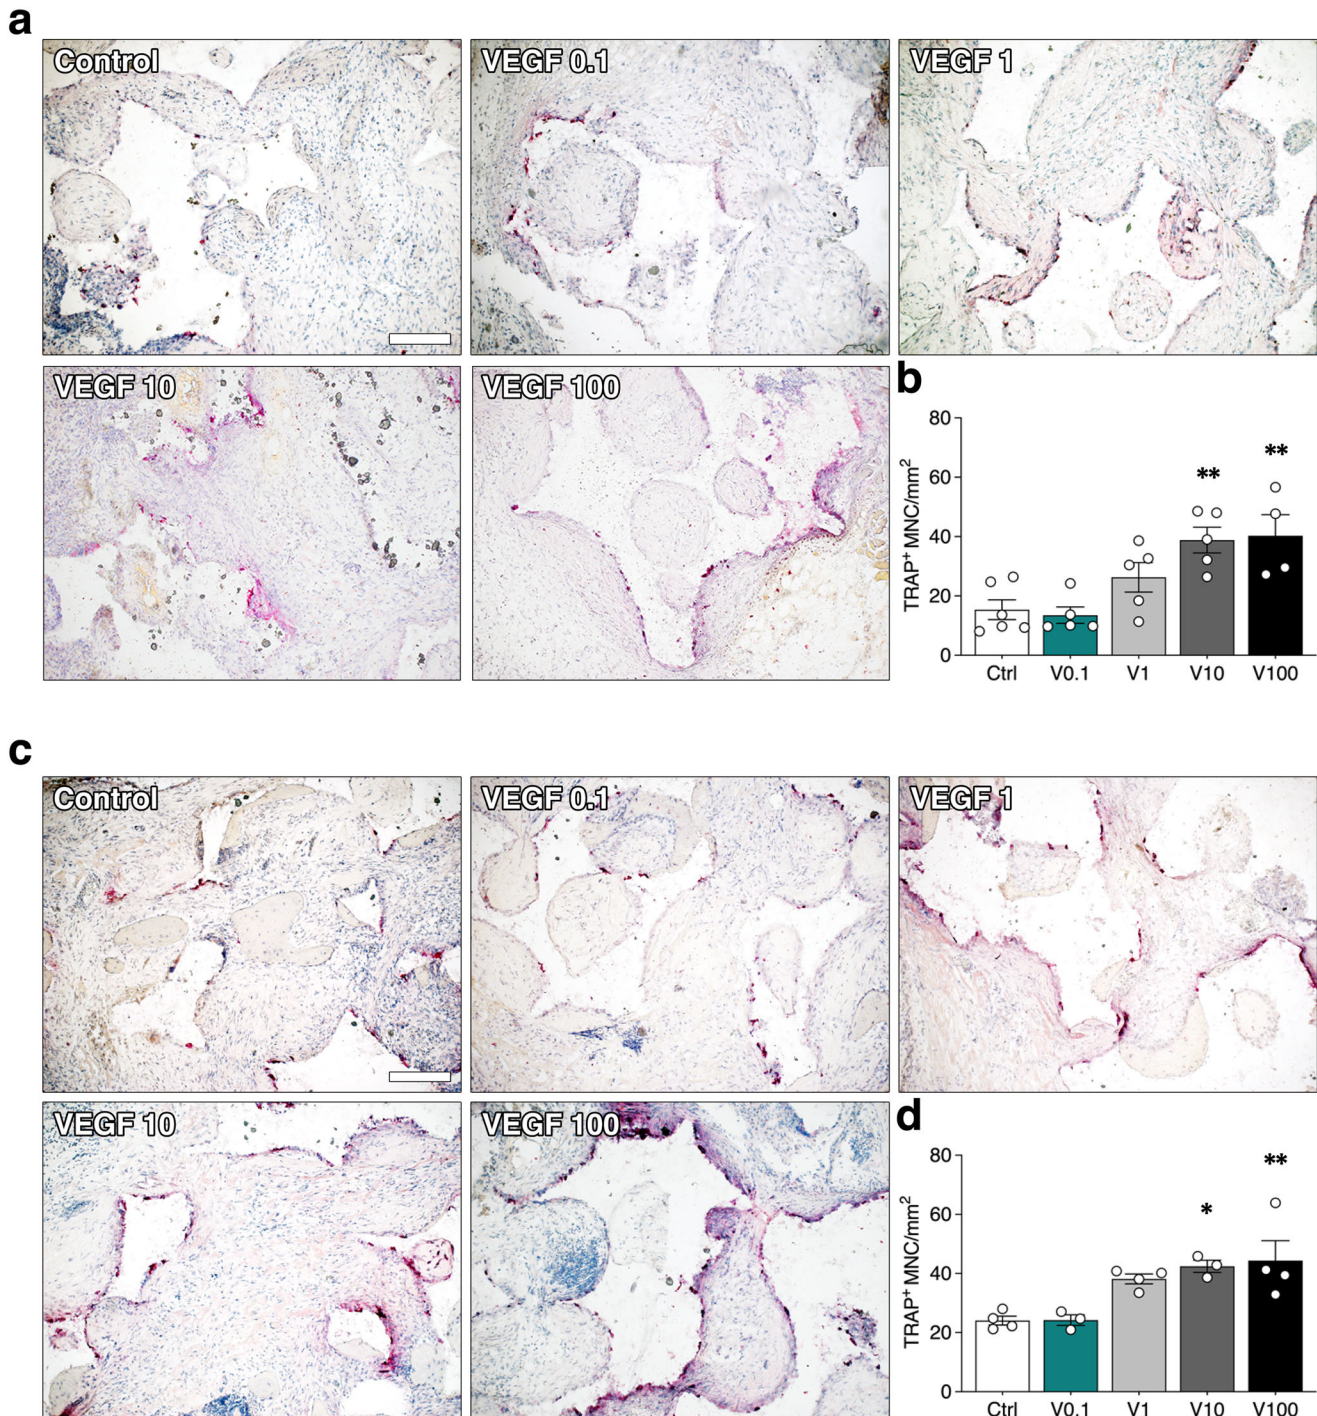 a
Control
VEGF 0.1
VEGF 1
VEGF 10
VEGF 100
b
TRAP⁺ MNC/mm²
80
60
40
20
0
**
**
Ctrl V0.1 V1 V10 V100
c
Control
VEGF 0.1
VEGF 1
VEGF 10
VEGF 100
d
TRAP⁺ MNC/mm²
80
60
40
20
0
*
**
Ctrl V0.1 V1 V10 V100